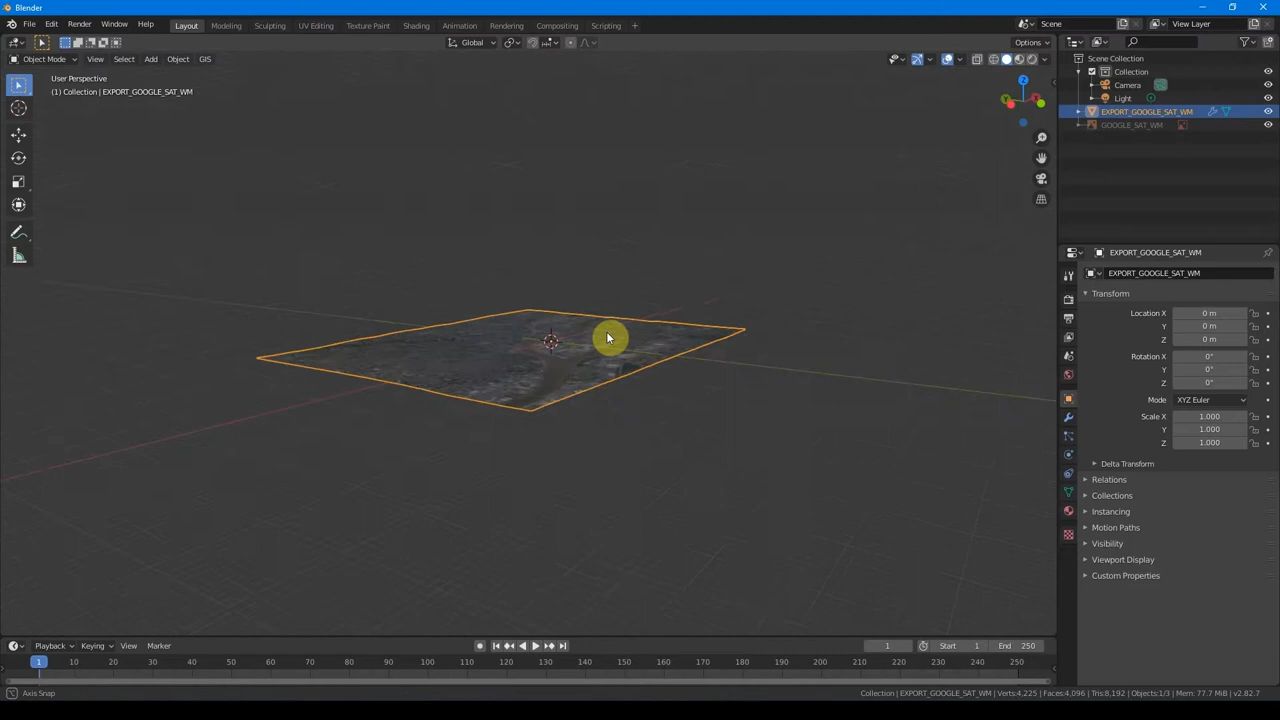 Blender
File Edit Render Window Help
Layout Modeling Sculpting UV Editing Texture Paint Shading Animation Rendering Compositing Scripting +
Scene
View Layer
Global
Options
Object Mode View Select Add Object GIS
User Perspective
(1) Collection | EXPORT_GOOGLE_SAT_WM
Z
Scene Collection
Collection
Camera
Light
EXPORT_GOOGLE_SAT_WM
GOOGLE_SAT_WM
EXPORT_GOOGLE_SAT_WM
EXPORT_GOOGLE_SAT_WM
Transform
Location X 0 m
Y 0 m
Z 0 m
Rotation X 0°
Y 0°
Z 0°
Mode XYZ Euler
Scale X 1.000
Y 1.000
Z 1.000
Delta Transform
Relations
Collections
Instancing
Motion Paths
Visibility
Viewport Display
Custom Properties
Playback Keying View Marker
1 Start 1 End 250
1 10 20 30 40 50 60 70 80 90 100 110 120 130 140 150 160 170 180 190 200 210 220 230 240 250
Axis Snap
Collection | EXPORT_GOOGLE_SAT_WM | Verts:4,225 | Faces:4,096 | Tris:8,192 | Objects:1/3 | Mem: 77.7 MiB | v2.82.7